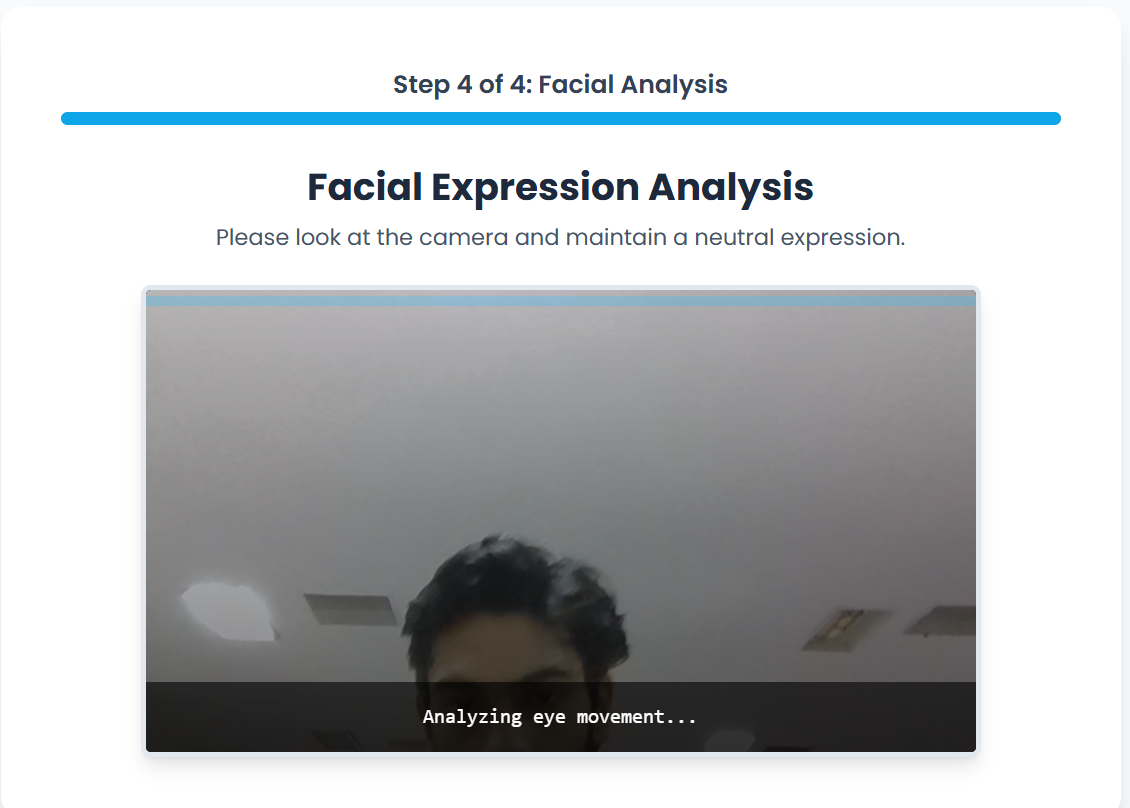 Step 4 of 4: Facial Analysis
Facial Expression Analysis
Please look at the camera and maintain a neutral expression.
Analyzing eye movement...